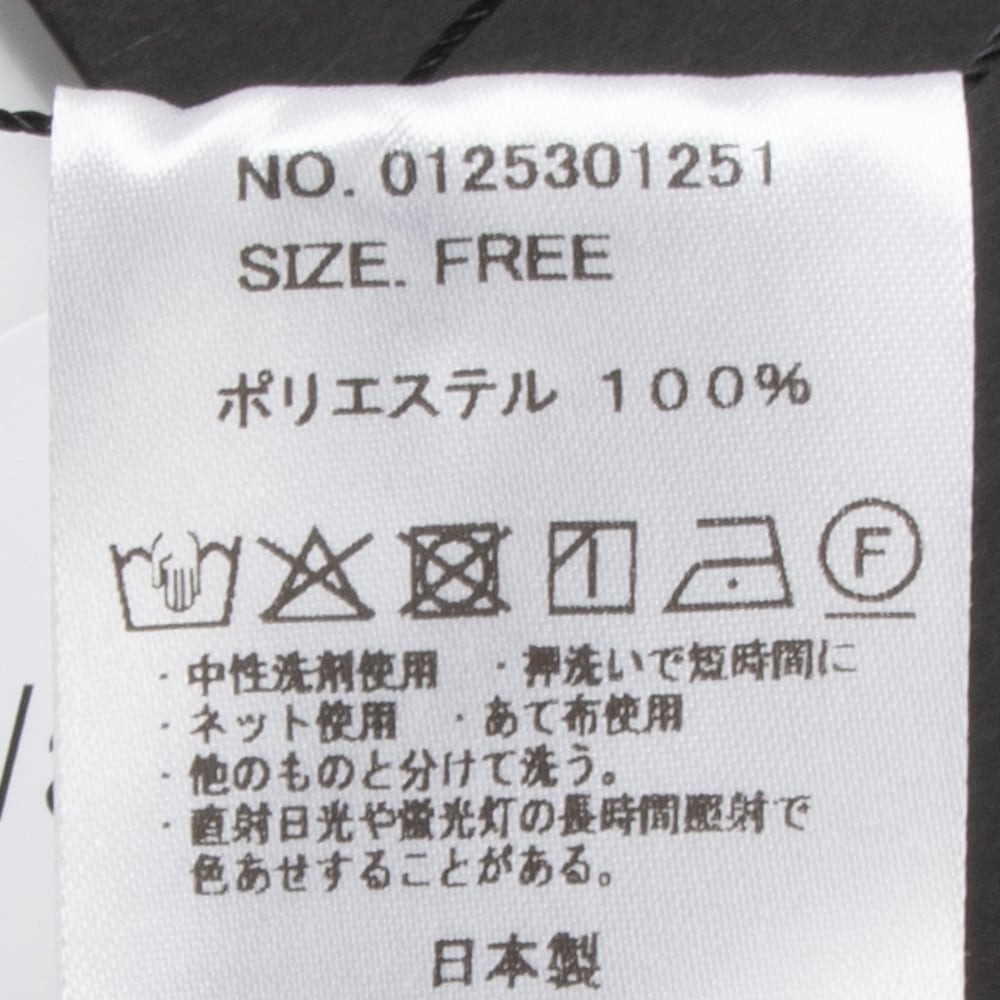 NO. 0125301251
SIZE. FREE
ポリエステル 100%
F
・中性洗剤使用 ・押洗いで短時間に
・ネット使用 ・あて布使用
・他のものと分けて洗う。
・直射日光や蛍光灯の長時間照射で
色あせすることがある。
日本製